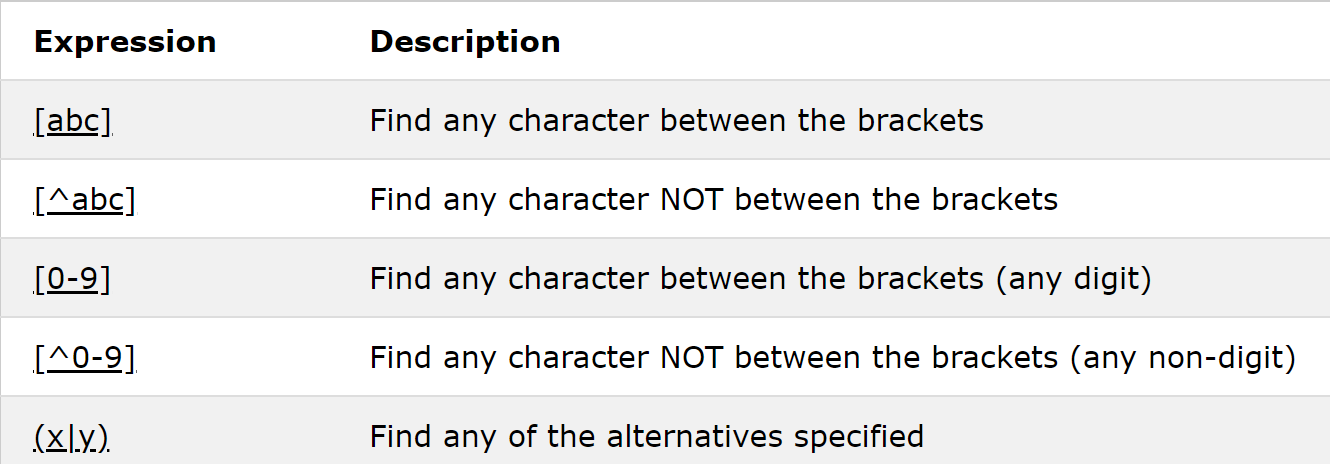 Expression Description
[abc] Find any character between the brackets
[^abc] Find any character NOT between the brackets
[0-9] Find any character between the brackets (any digit)
[^0-9] Find any character NOT between the brackets (any non-digit)
(x|y) Find any of the alternatives specified